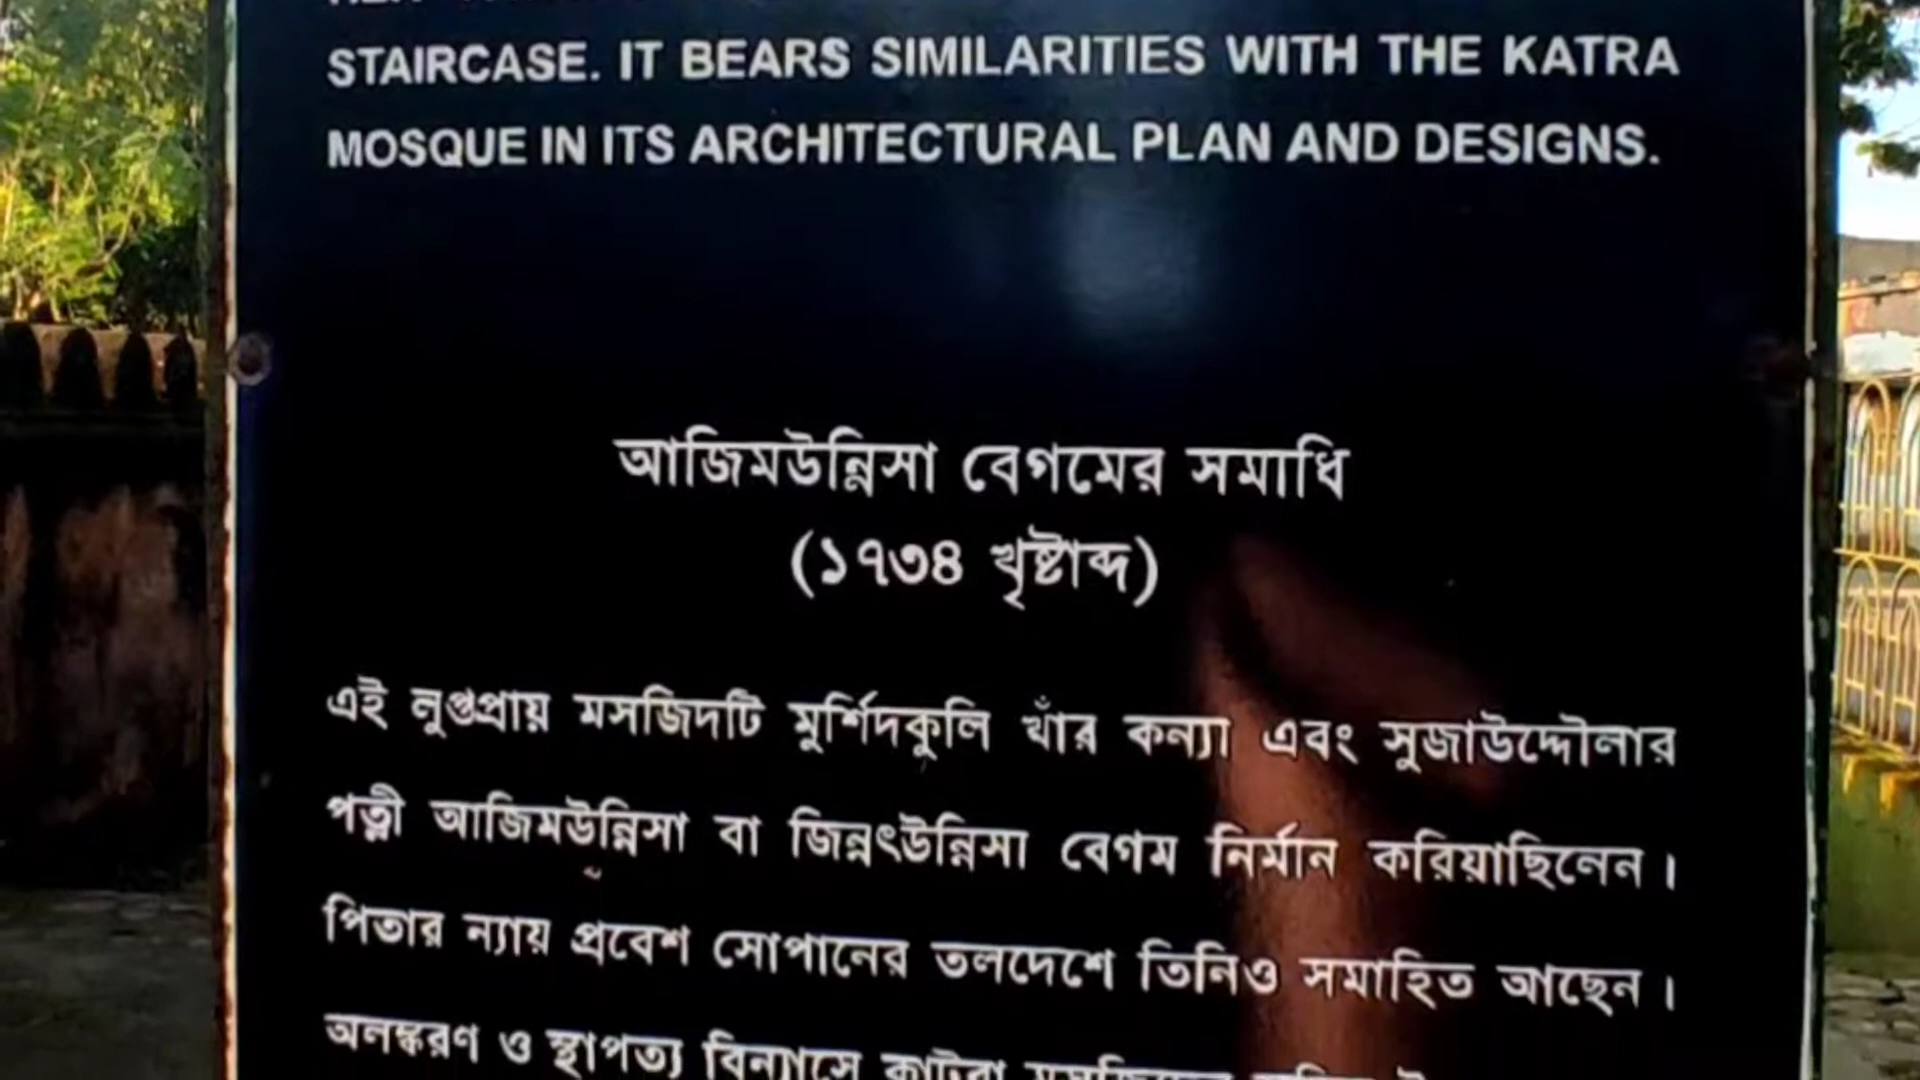 STAIRCASE. IT BEARS SIMILARITIES WITH THE KATRA
MOSQUE IN ITS ARCHITECTURAL PLAN AND DESIGNS.
আজিমউন্নিসা বেগমের সমাধি
(১৭৩৪ খৃষ্টাব্দ)
এই লুপ্তপ্রায় মসজিদটি মুর্শিদকুলি খাঁর কন্যা এবং সুজাউদ্দৌলার
পত্নী আজিমউন্নিসা বা জিন্নৎউন্নিসা বেগম নির্মান করিয়াছিলেন।
পিতার ন্যায় প্রবেশ সোপানের তলদেশে তিনিও সমাহিত আছেন।
অলঙ্করণ ও স্থাপত্য বিন্যাসে কাটরা